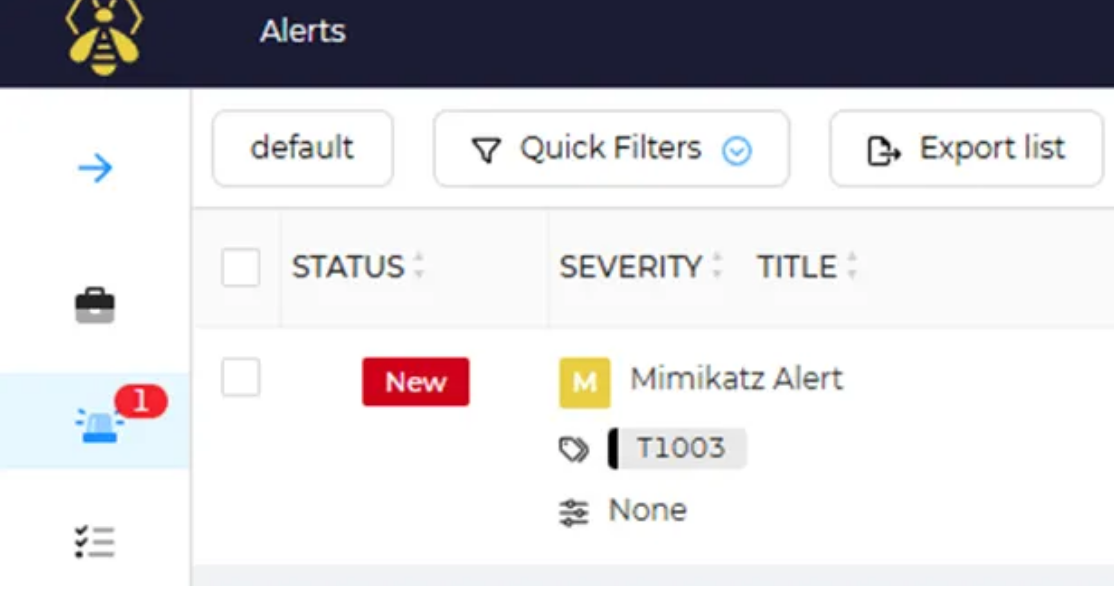 Alerts
default Quick Filters Export list
STATUS SEVERITY TITLE
New M Mimikatz Alert
1
T1003
None